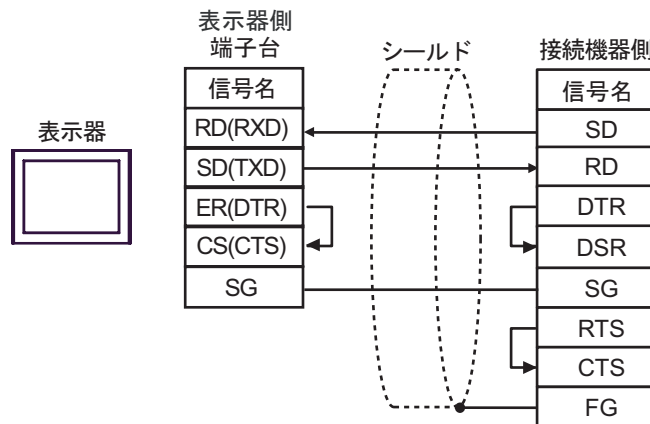 表示器側
端子台
シールド
接続機器側
信号名
信号名
表示器
RD(RXD)
SD
SD(TXD)
RD
ER(DTR)
DTR
CS(CTS)
DSR
SG
SG
RTS
CTS
FG